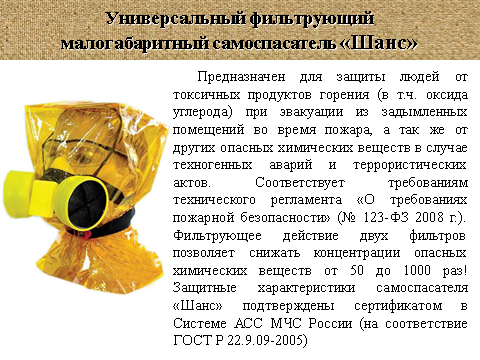 Универсальный фильтрующий
малогабаритный самоспасатель «Шанс»
Предназначен для защиты людей от
токсичных продуктов горения (в т.ч. оксида
углерода) при эвакуации из задымленных
помещений во время пожара, а так же от
других опасных химических веществ в случае
техногенных аварий и террористических
актов. Соответствует требованиям
технического регламента «О требованиях
пожарной безопасности» (№ 123-ФЗ 2008 г.).
Фильтрующее действие двух фильтров
позволяет снижать концентрации опасных
химических веществ от 50 до 1000 раз!
Защитные характеристики самоспасателя
«Шанс» подтверждены сертификатом в
Системе АСС МЧС России (на соответствие
ГОСТ Р 22.9.09-2005)